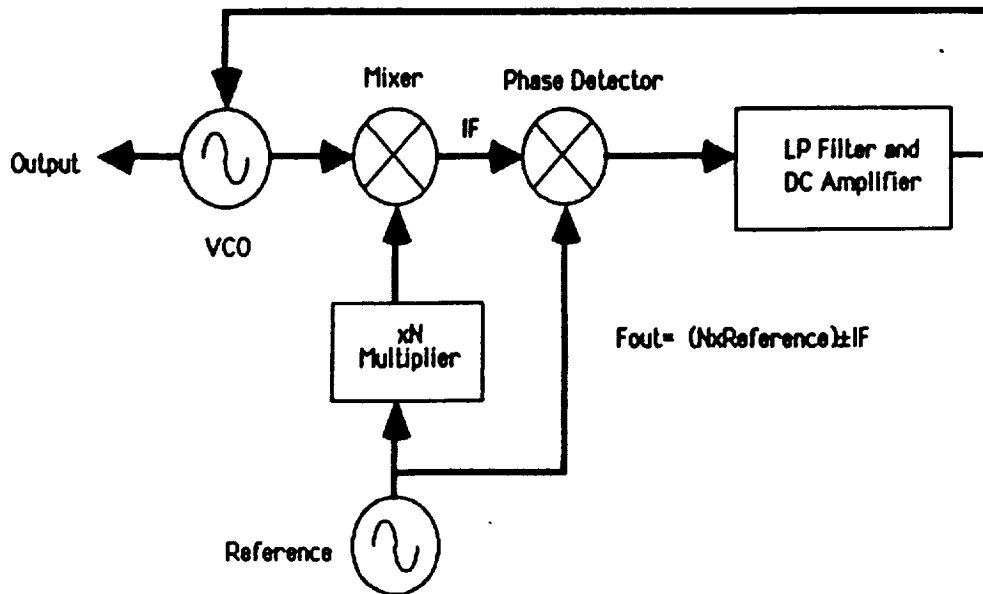 Mixer
Phase Detector
IF
Output
LP Filter and
DC Amplifier
VCO
xN
Multiplier
Fout= (NxReference)±IF
Reference